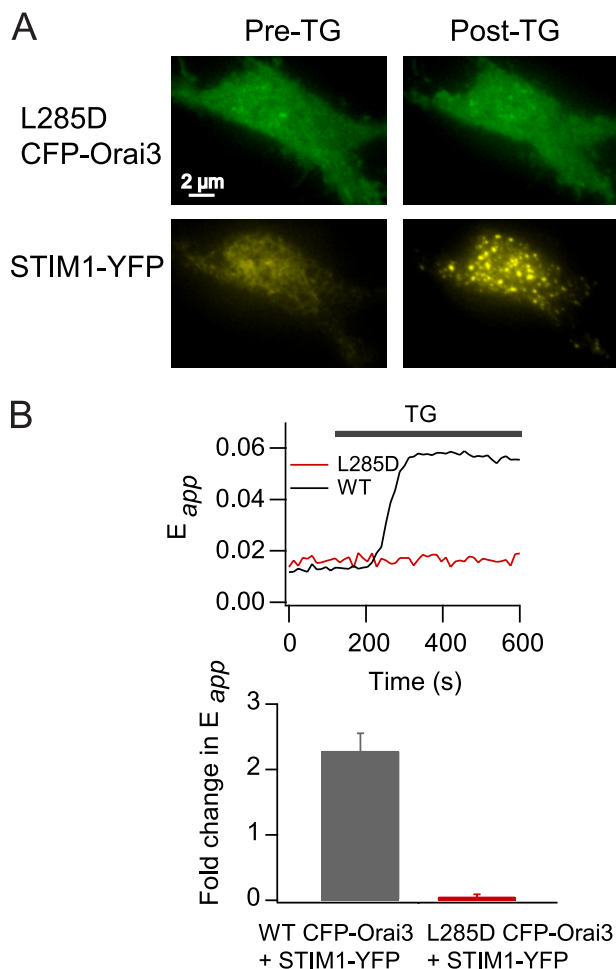 A
Pre-TG
Post-TG
L285D
CFP-Orai3
2 µm
STIM1-YFP
B
TG
0.06
0.04
0.02
0.00
E app
L285D
WT
0
200
400
600
Time (s)
3
2
1
0
Fold change in E app
WT CFP-Orai3
+ STIM1-YFP
L285D CFP-Orai3
+ STIM1-YFP